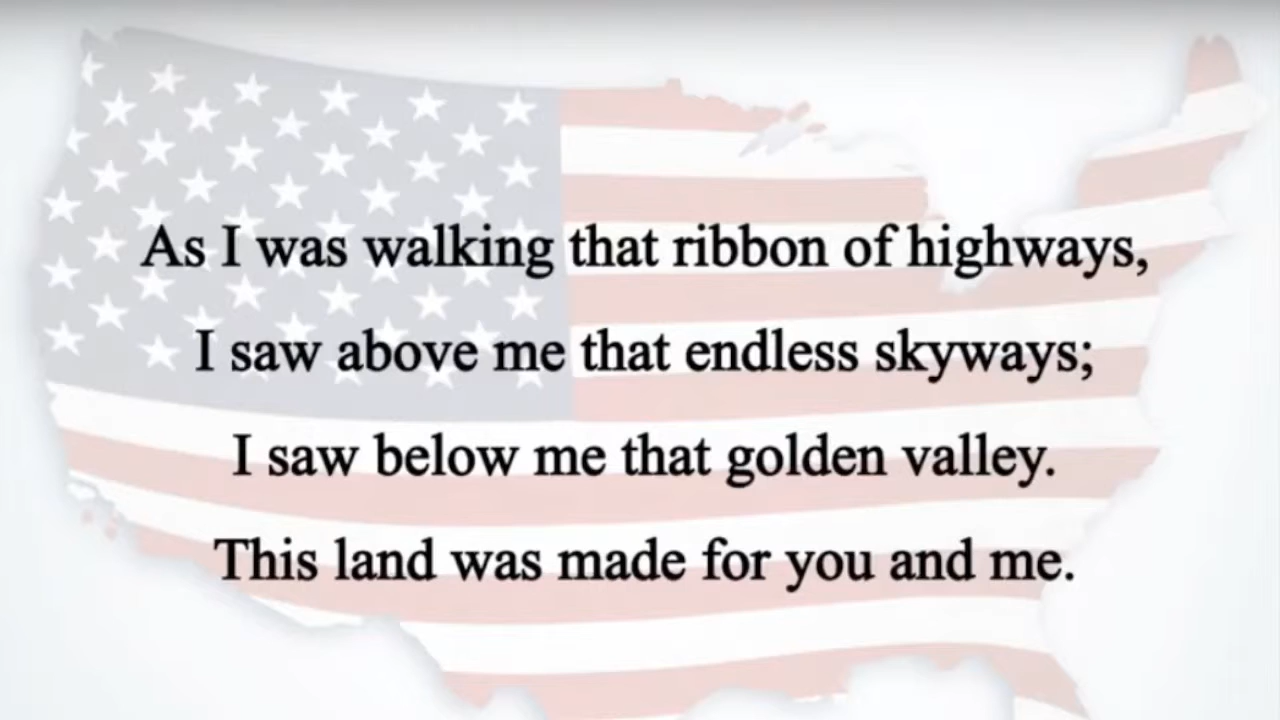 As I was walking that ribbon of highways,
I saw above me that endless skyways;
I saw below me that golden valley.
This land was made for you and me.